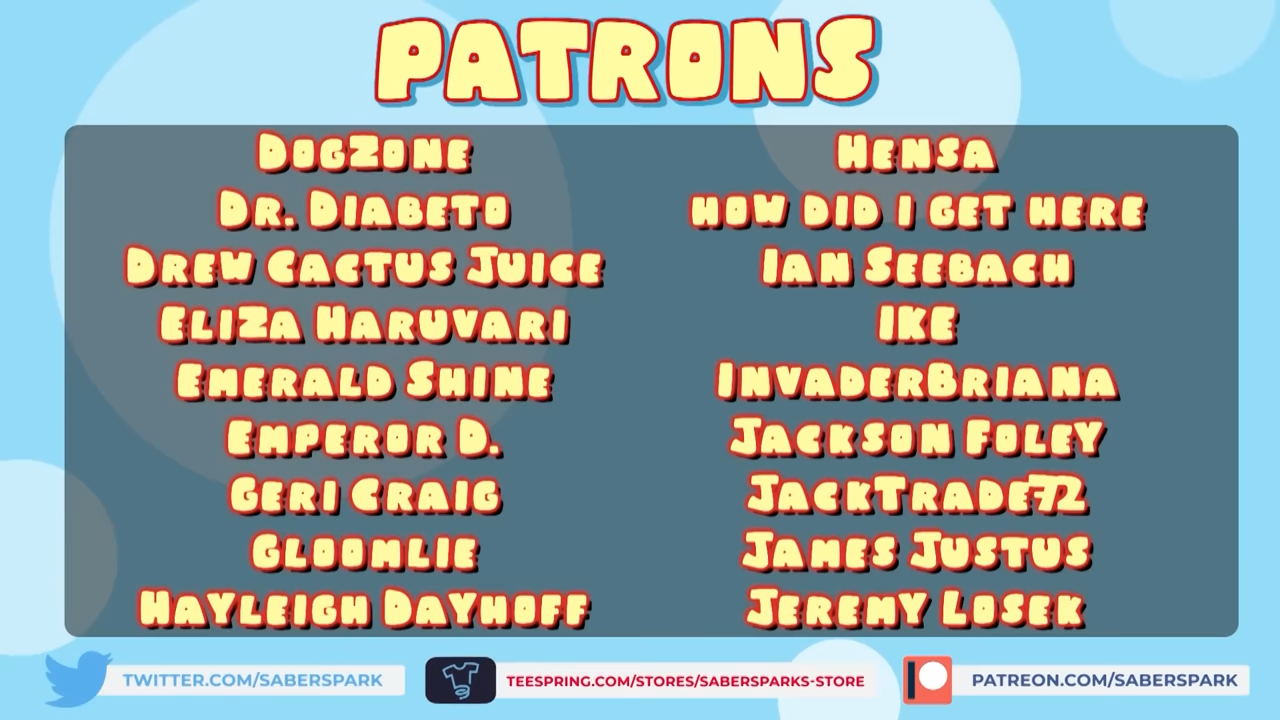 PATRONS
DogZone
Dr. Diabeto
Drew Cactus Juice
Eliza Haruvari
Emerald Shine
Emperor D.
Geri Craig
Gloomlie
Hayleigh Dayhoff
Hensa
how did i get here
Ian Seebach
IKE
InvaderBriana
Jackson Foley
JackTrade72
James Justus
Jeremy Losek
TWITTER.COM/SABERSPARK
TEESPRING.COM/STORES/SABERSPARKS-STORE
PATREON.COM/SABERSPARK